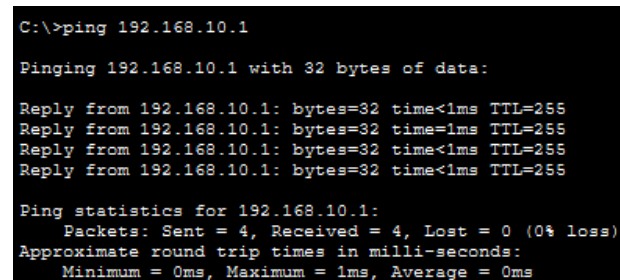 C:\>ping 192.168.10.1
Pinging 192.168.10.1 with 32 bytes of data:
Reply from 192.168.10.1: bytes=32 time<1ms TTL=255
Reply from 192.168.10.1: bytes=32 time=1ms TTL=255
Reply from 192.168.10.1: bytes=32 time<1ms TTL=255
Reply from 192.168.10.1: bytes=32 time<1ms TTL=255
Ping statistics for 192.168.10.1:
    Packets: Sent = 4, Received = 4, Lost = 0 (0% loss)
Approximate round trip times in milli-seconds:
    Minimum = 0ms, Maximum = 1ms, Average = 0ms